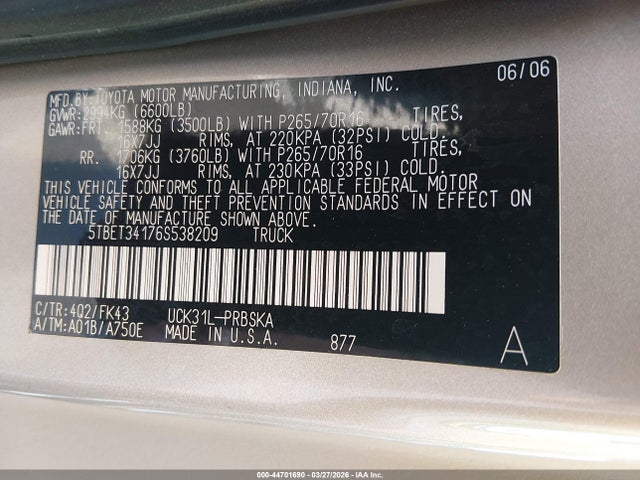 MFD.BY:TOYOTA MOTOR MANUFACTURING, INDIANA, INC. 06/06
GVWR:2994KG (6600LB)
GAWR:FRT. 1588KG (3500LB) WITH P265/70R16 TIRES,
16X7JJ RIMS, AT 220KPA (32PSI) COLD.
RR. 1706KG (3760LB) WITH P265/70R16 TIRES,
16X7JJ RIMS, AT 230KPA (33PSI) COLD.
THIS VEHICLE CONFORMS TO ALL APPLICABLE FEDERAL MOTOR
VEHICLE SAFETY AND THEFT PREVENTION STANDARDS IN EFFECT ON
THE DATE OF MANUFACTURE SHOWN ABOVE.
5TBET34176S538209 TRUCK
C/TR:4Q2/FK43 UCK31L-PRBSKA
A/TM:A01B/A750E MADE IN U.S.A. 877 A
000-44701690 - 03/27/2026 - IAA Inc.